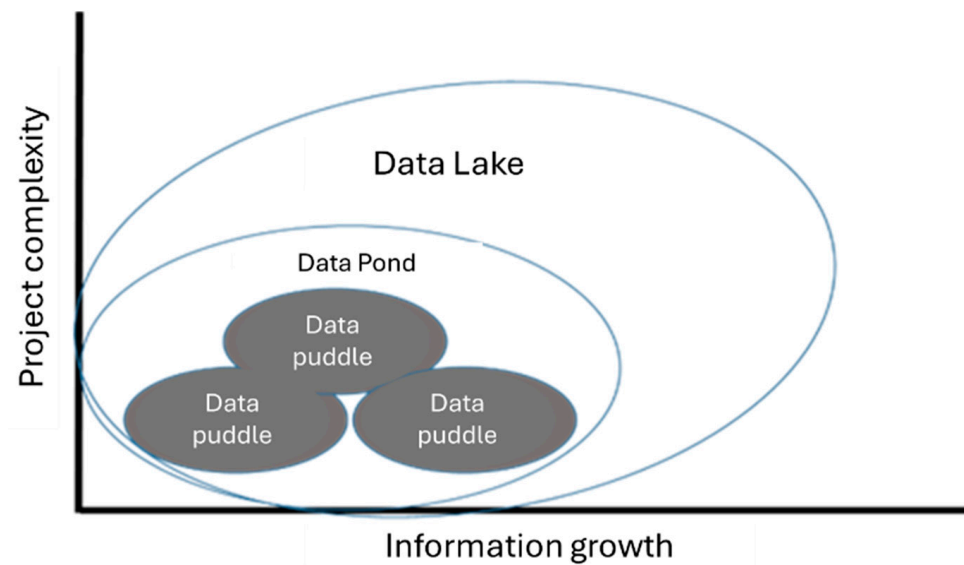 Project complexity
Data Lake
Data Pond
Data
puddle
Data
puddle
Data
puddle
Information growth